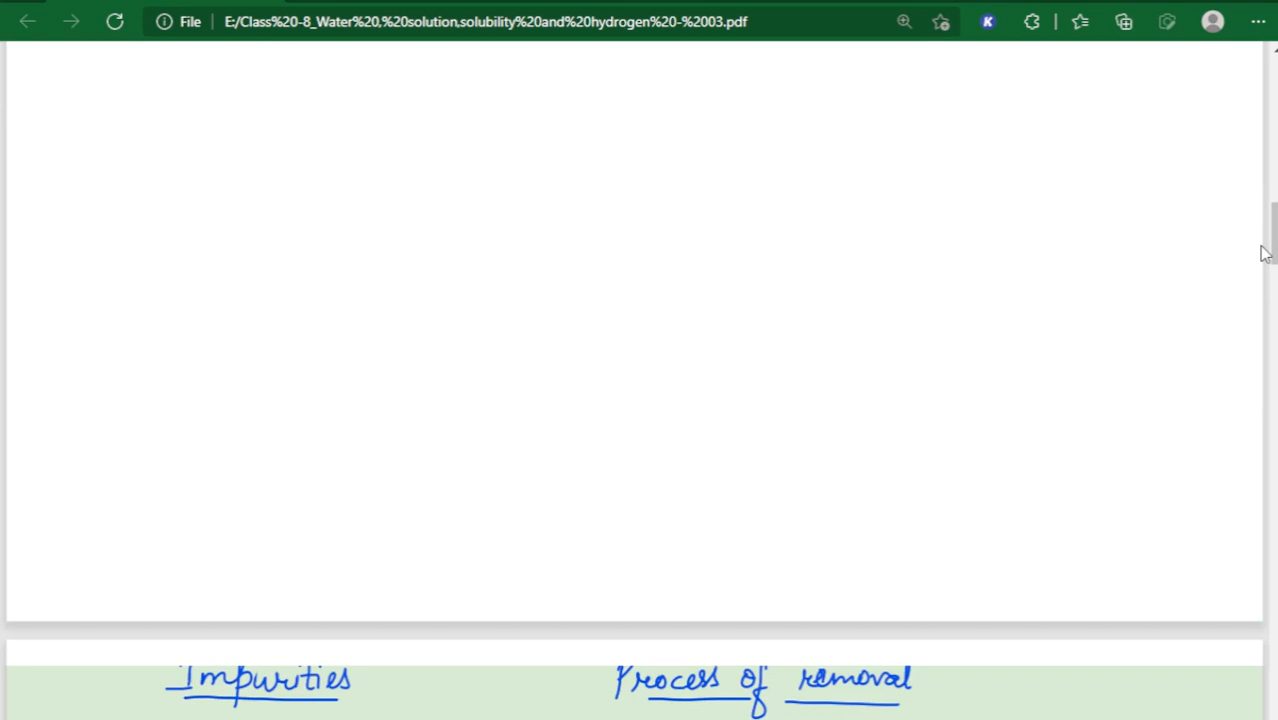 File E:/Class%20-8_Water%20,%20solution,solubility%20and%20hydrogen%20-%2003.pdf K
Impurities Process of removal